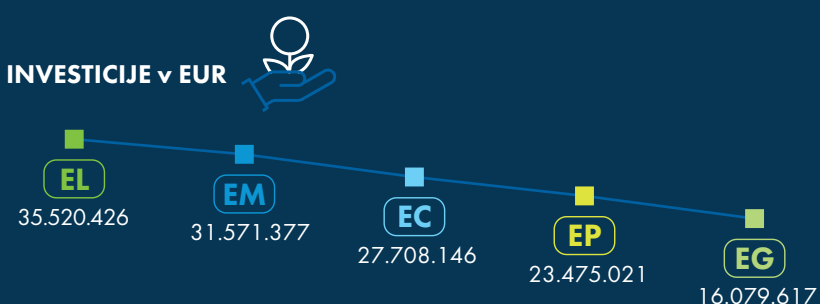 INVESTICIJE v EUR
EL
35.520.426
EM
31.571.377
EC
27.708.146
EP
23.475.021
EG
16.079.617